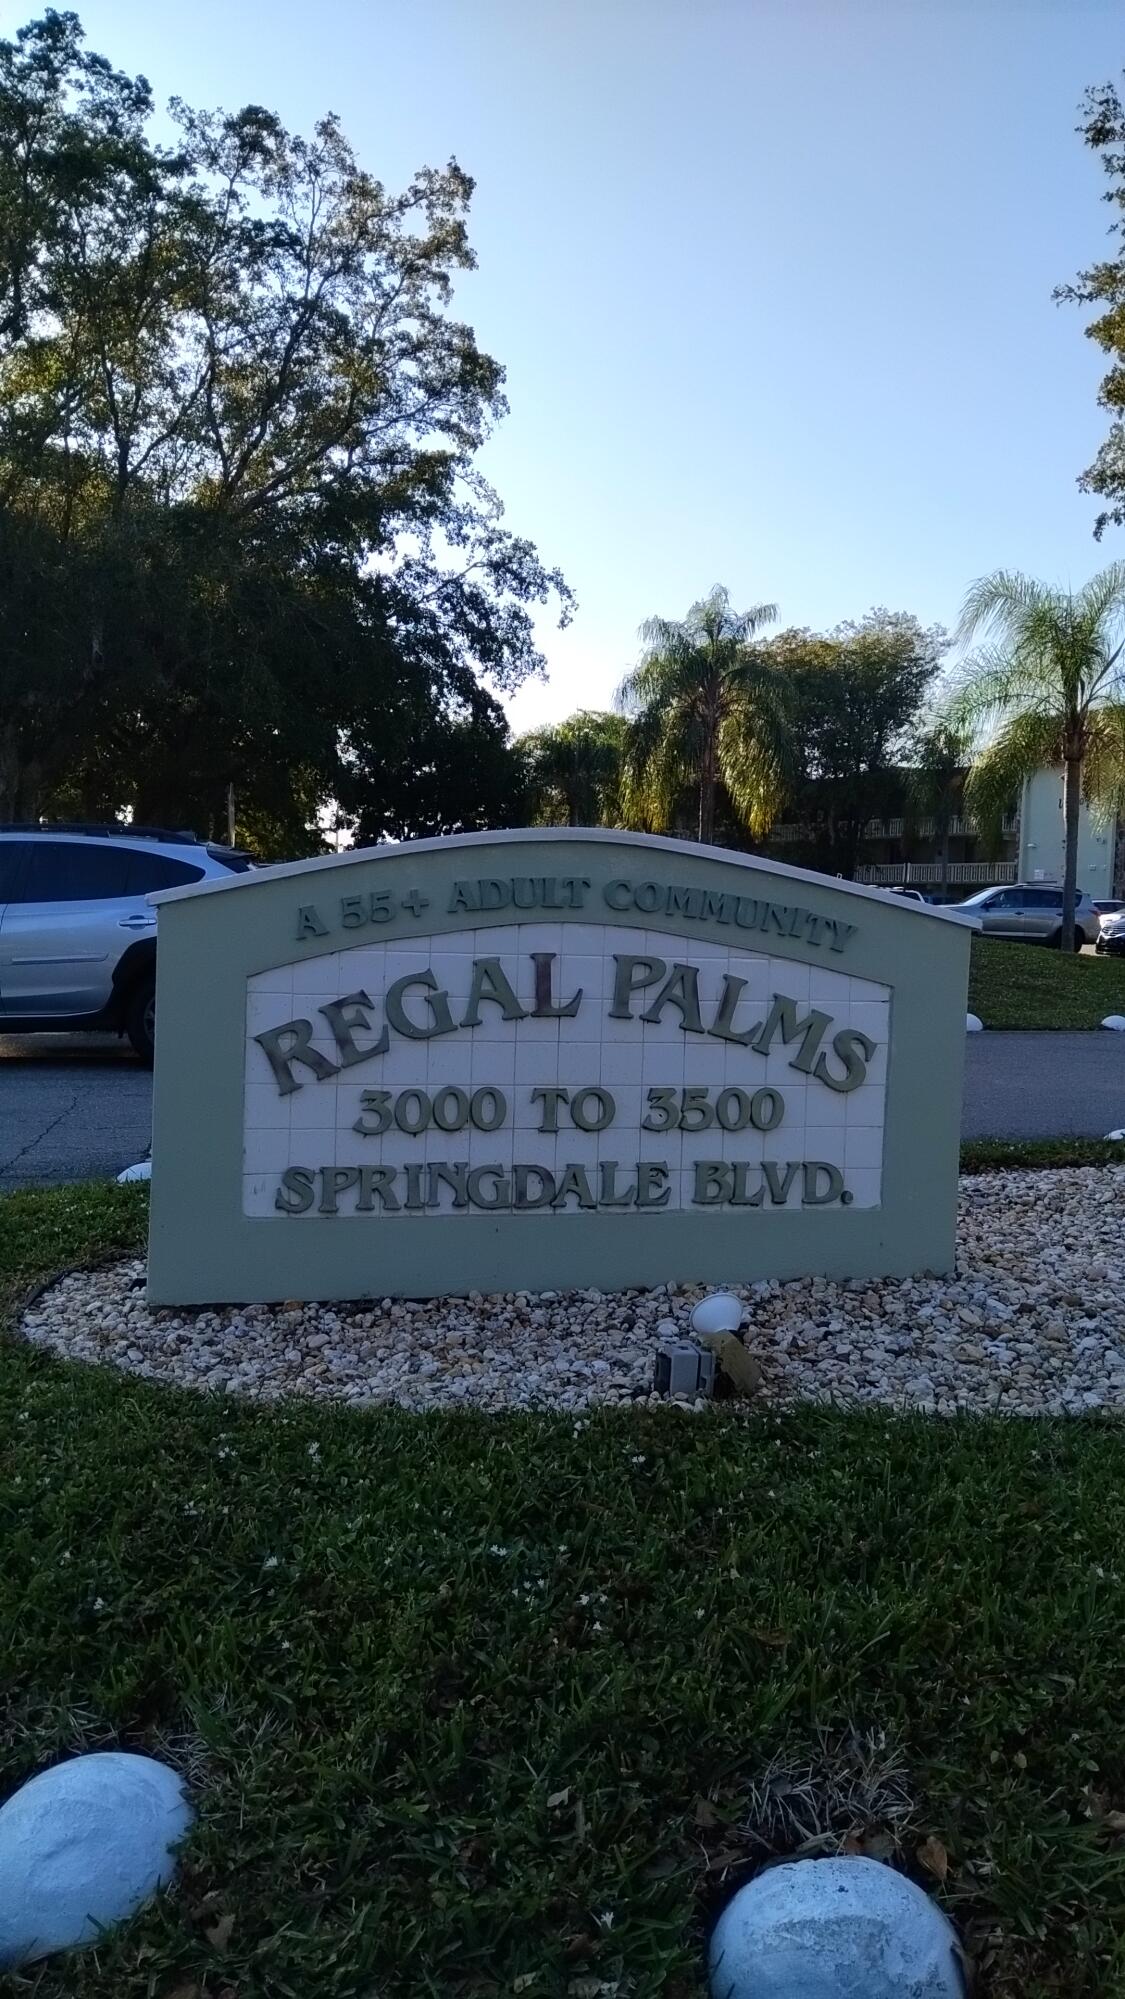 A 55+ ADULT COMMUNITY
REGAL PALMS
3000 TO 3500
SPRINGDALE BLVD.